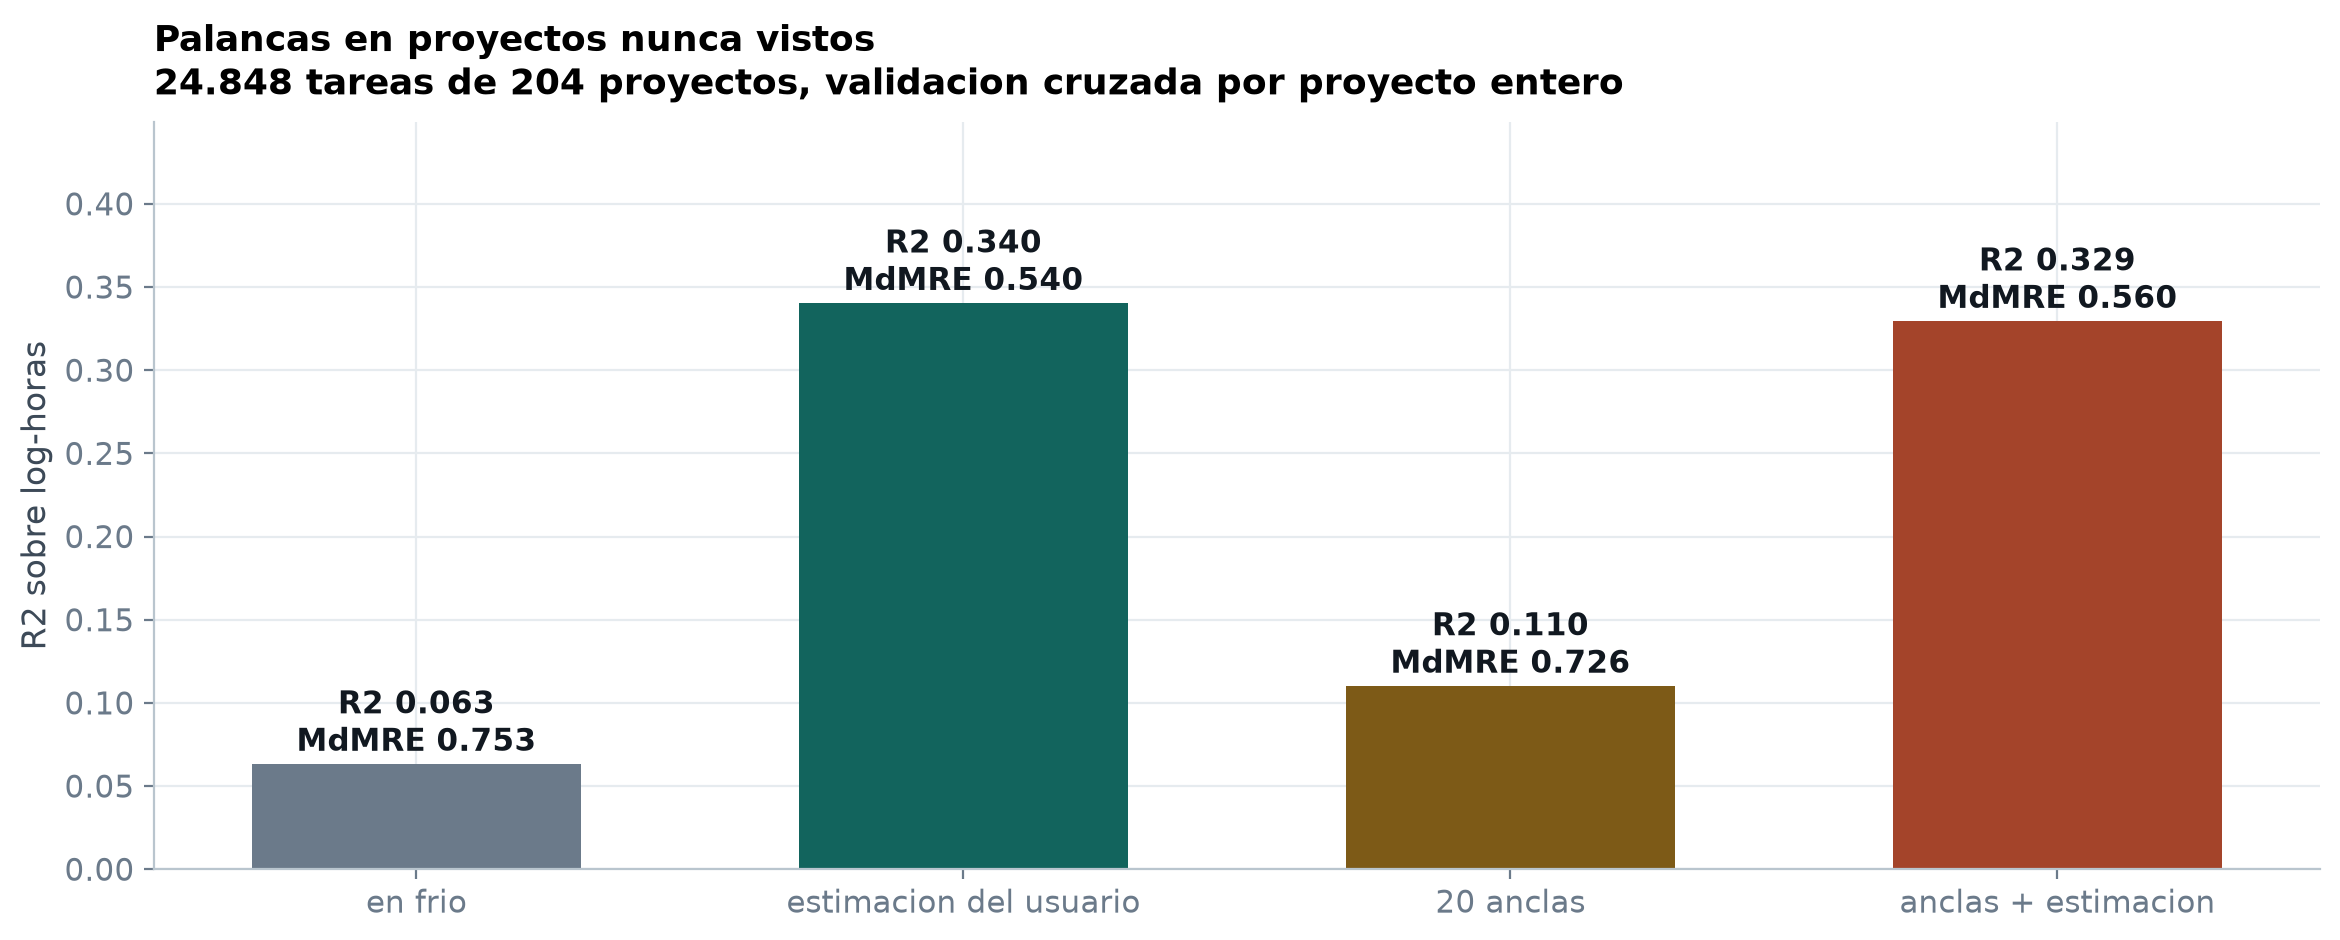 Palancas en proyectos nunca vistos
24.848 tareas de 204 proyectos, validacion cruzada por proyecto entero
R2 sobre log-horas
0.40
0.35
0.30
0.25
0.20
0.15
0.10
0.05
0.00
R2 0.063
MdMRE 0.753
R2 0.340
MdMRE 0.540
R2 0.110
MdMRE 0.726
R2 0.329
MdMRE 0.560
en frio
estimacion del usuario
20 anclas
anclas + estimacion